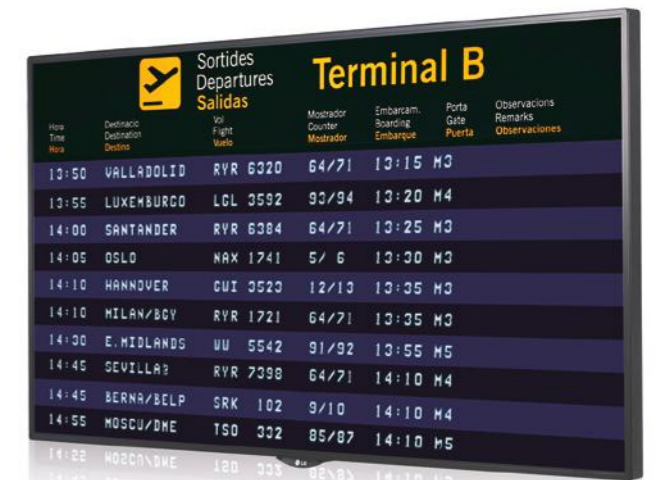 Sortides
Departures
Salidas
Terminal B
Hora Destinació Vol Mostrador Embarcam. Porta Observacions
Time Destination Flight Counter Boarding Gate Remarks
Hora Destino Vuelo Mostrador Embarque Puerta Observaciones
13:50 VALLADOLID RYR 6320 64/71 13:15 M3
13:55 LUXEMBURGO LGL 3592 93/94 13:20 M4
14:00 SANTANDER RYR 6384 64/71 13:25 M3
14:05 OSLO NAX 1741 5/ 6 13:30 M3
14:10 HANNOVER GWI 3523 12/13 13:35 M3
14:10 MILAN/BGY RYR 1721 64/71 13:35 M3
14:30 E.MIDLANDS WW 5542 91/92 13:55 M5
14:45 SEVILLA RYR 7398 64/71 14:10 M4
14:45 BERNA/BELP SRK 102 9/10 14:10 M4
14:55 MOSCU/DME TSO 332 85/87 14:10 M5
LG